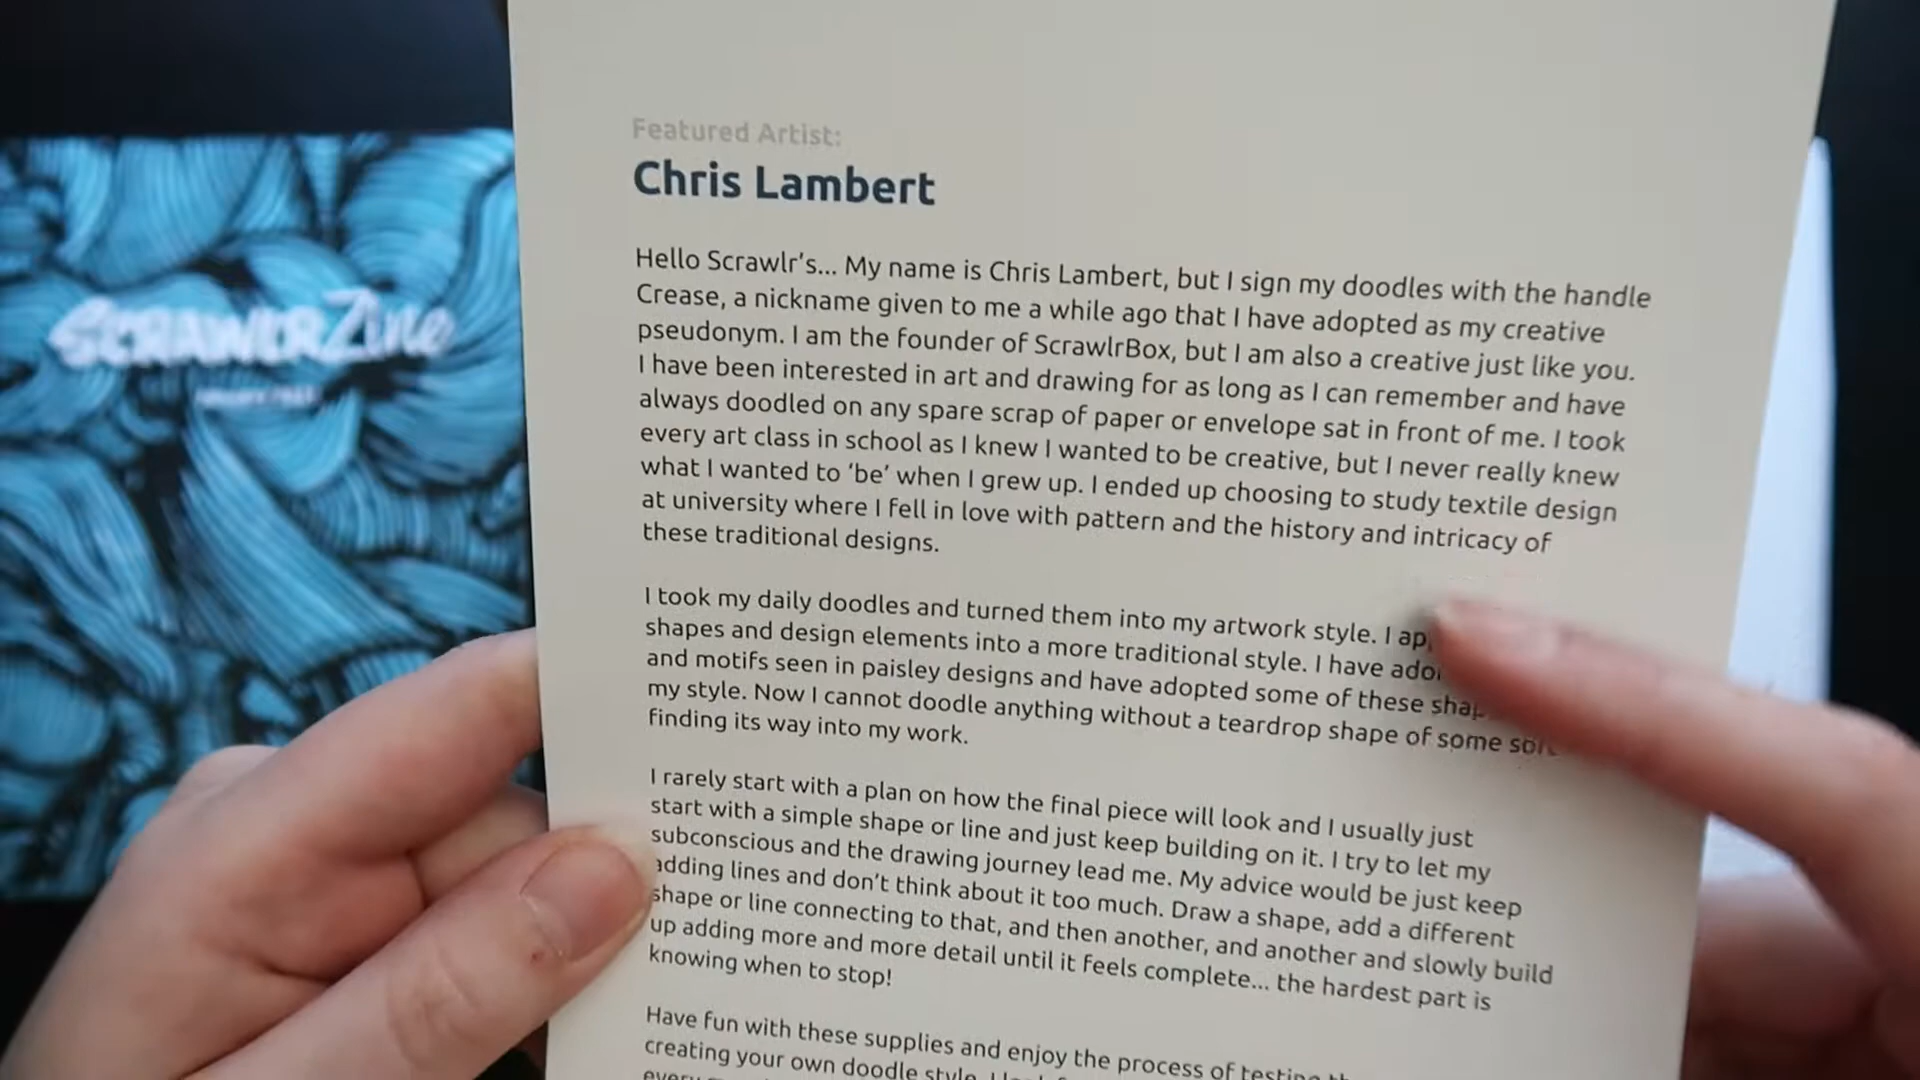 SCRAWLRZine
Featured Artist:
Chris Lambert
Hello Scrawlr's... My name is Chris Lambert, but I sign my doodles with the handle
Crease, a nickname given to me a while ago that I have adopted as my creative
pseudonym. I am the founder of ScrawlrBox, but I am also a creative just like you.
I have been interested in art and drawing for as long as I can remember and have
always doodled on any spare scrap of paper or envelope sat in front of me. I took
every art class in school as I knew I wanted to be creative, but I never really knew
what I wanted to 'be' when I grew up. I ended up choosing to study textile design
at university where I fell in love with pattern and the history and intricacy of
these traditional designs.
I took my daily doodles and turned them into my artwork style. I
shapes and design elements into a more traditional style. I have
and motifs seen in paisley designs and have adopted some of these
my style. Now I cannot doodle anything without a teardrop shape of some sort
finding its way into my work.
I rarely start with a plan on how the final piece will look and I usually just
start with a simple shape or line and just keep building on it. I try to let my
subconscious and the drawing journey lead me. My advice would be just keep
adding lines and don't think about it too much. Draw a shape, add a different
shape or line connecting to that, and then another, and another and slowly build
up adding more and more detail until it feels complete... the hardest part is
knowing when to stop!
Have fun with these supplies and enjoy the process of testing
creating your own doodle style.